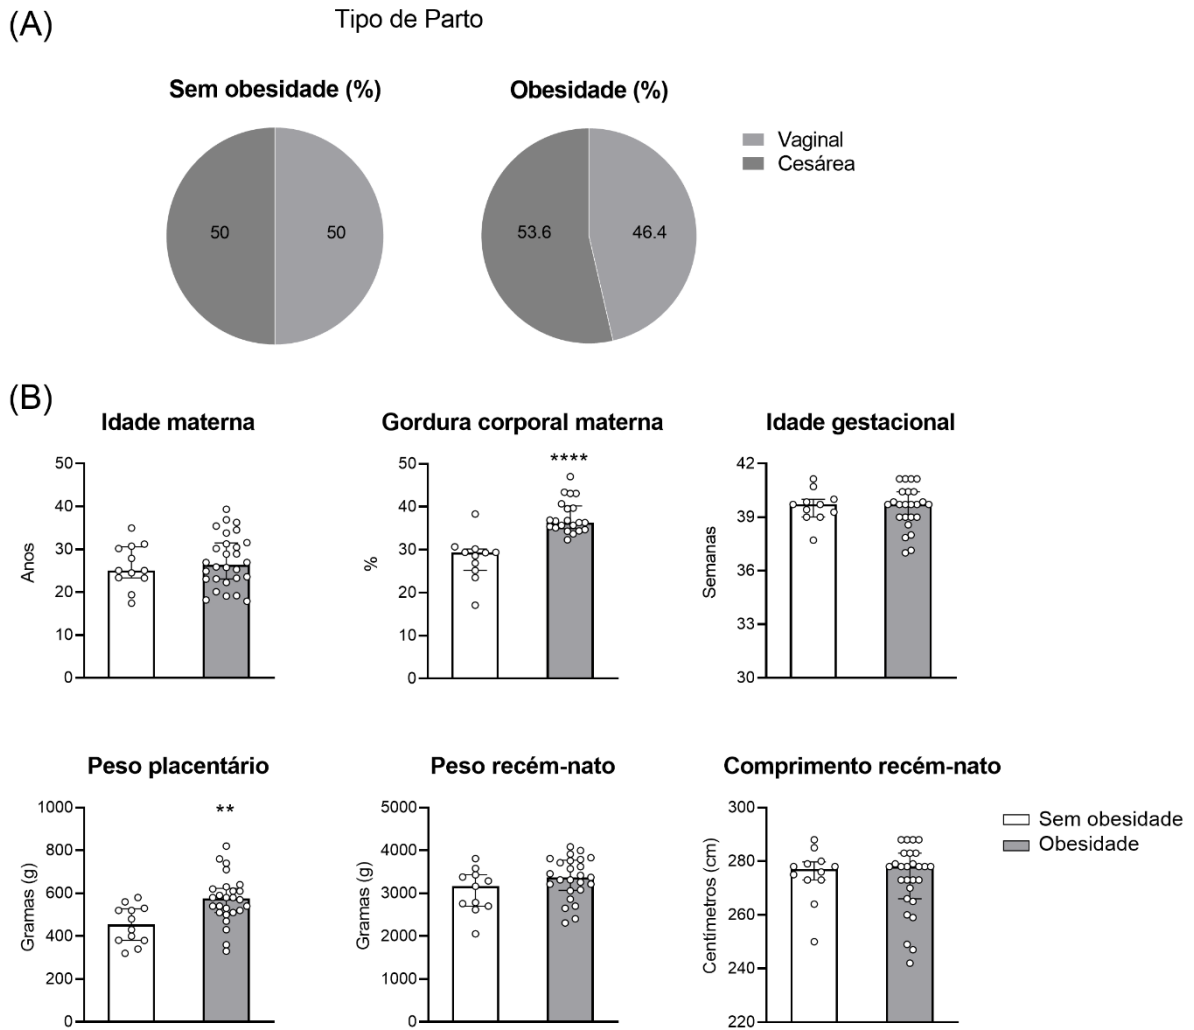 (A)
Tipo de Parto
Sem obesidade (%)
Obesidade (%)
50
50
53.6
46.4
Vaginal
Cesárea
(B)
Idade materna
Gordura corporal materna
Idade gestacional
Anos
50
40
30
20
10
0
%
50
40
30
20
10
0
****
Semanas
42
39
36
33
30
Peso placentário
Peso recém-nato
Comprimento recém-nato
Gramas (g)
1000
800
600
400
200
0
**
Gramas (g)
5000
4000
3000
2000
1000
0
Centímetros (cm)
300
280
260
240
220
Sem obesidade
Obesidade